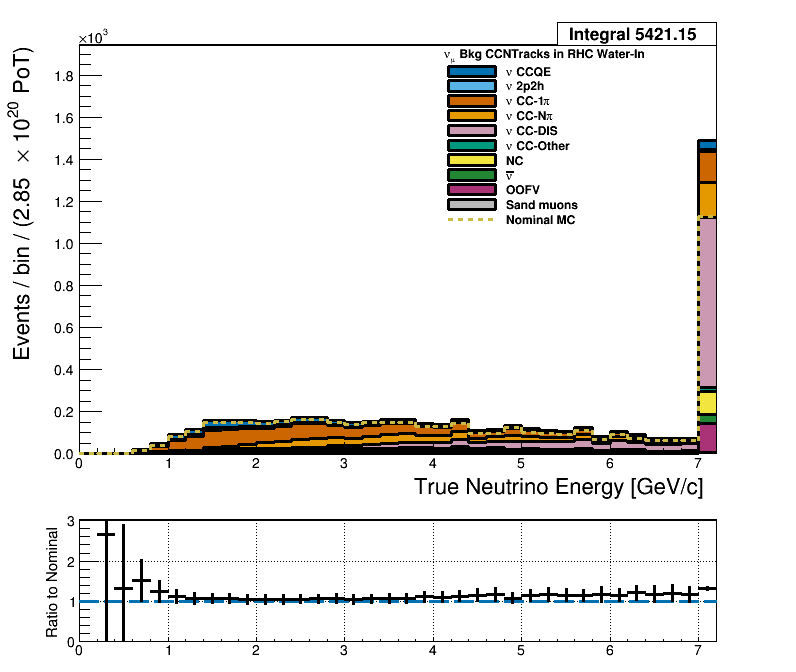 Integral 5421.15
×10³
ν_μ Bkg CCNTracks in RHC Water-In
ν CCQE
ν 2p2h
ν CC-1π
ν CC-Nπ
ν CC-DIS
ν CC-Other
NC
ν̅
OOFV
Sand muons
Nominal MC
Events / bin / (2.85 × 10²⁰ PoT)
1.8
1.6
1.4
1.2
1.0
0.8
0.6
0.4
0.2
0.0
0 1 2 3 4 5 6 7
True Neutrino Energy [GeV/c]
Ratio to Nominal
3
2
1
0
0 1 2 3 4 5 6 7